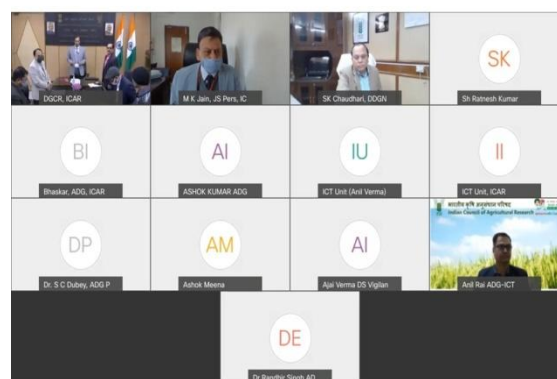 DGCR, ICAR
M K Jain, JS Pers, IC
SK Chaudhari, DDGN
SK
Sh Ratnesh Kumar
BI
Bhaskar, ADG, ICAR
AI
ASHOK KUMAR ADG
IU
ICT Unit (Anil Verma)
II
ICT Unit, ICAR
DP
Dr. S C Dubey, ADG P
AM
Ashok Meena
AI
Ajai Verma DS Vigilan
भारतीय कृषि अनुसंधान परिषद
Indian Council of Agricultural Research
Anil Rai ADG-ICT
DE
Dr Randhir Singh AD